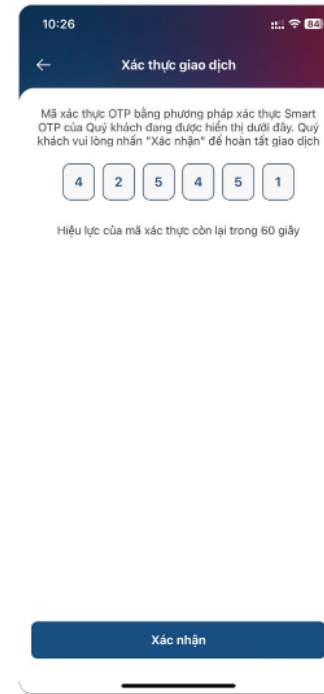 10:26
84
Xác thực giao dịch
Mã xác thực OTP bằng phương pháp xác thực Smart
OTP của Quý khách đang được hiển thị dưới đây. Quý
khách vui lòng nhấn "Xác nhận" để hoàn tất giao dịch
4 2 5 4 5 1
Hiệu lực của mã xác thực còn lại trong 60 giây
Xác nhận